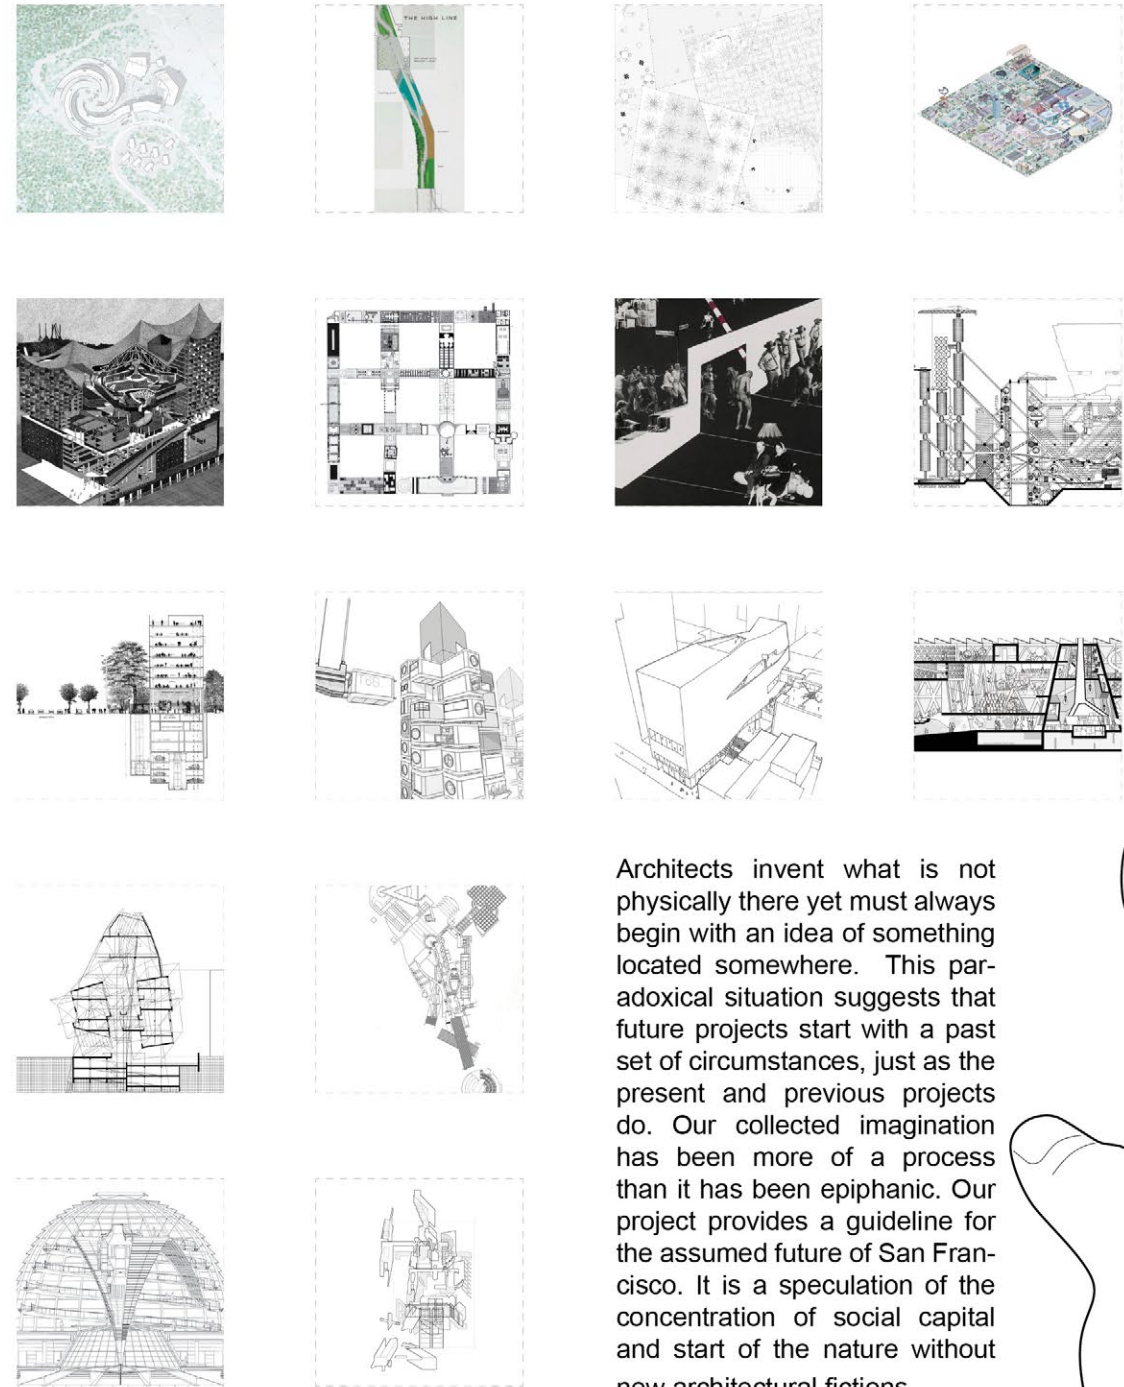 THE HIGH LINE
Architects invent what is not
physically there yet must always
begin with an idea of something
located somewhere.  This par-
adoxical situation suggests that
future projects start with a past
set of circumstances, just as the
present and previous projects
do. Our collected imagination
has been more of a process
than it has been epiphanic. Our
project provides a guideline for
the assumed future of San Fran-
cisco. It is a speculation of the
concentration of social capital
and start of the nature without
new architectural fictions